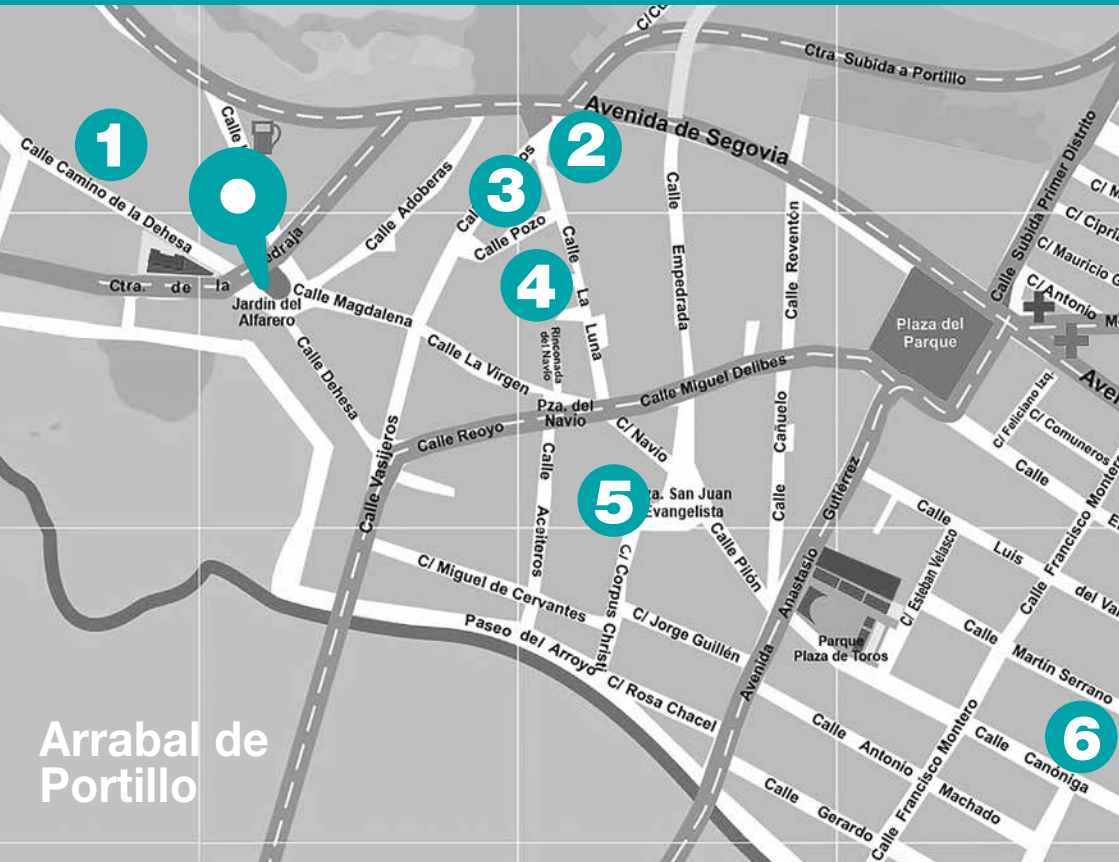 C/Co
Ctra. Subida a Portillo
Avenida de Segovia
Calle Subida Primer Distrito
1
2
3
4
5
6
Calle Camino de la Dehesa
Calle
Calle Adoberas
Calle Pozo
Calle La Luna
Calle Empedrada
Calle Reventón
C/ Mauricio
C/Antonio
Ctra. de la
Jardín del
Alfarero
Calle Magdalena
Calle La Virgen
Rinconada
del Navío
Calle Dehesa
Pza. del
Navío
Calle Miguel Delibes
Plaza del
Parque
C/ Feliciano Izq.
C/ Comuneros
Calle
Calle Reoyo
Calle Vasijeros
C/ Navío
Calle Cañuelo
Calle Aceiteros
San Juan
Evangelista
Calle Pilón
Avenida Anastasio Gutiérrez
Calle Luis del
C/ Esteban Velasco
Calle Francisco Montero
C/ Miguel de Cervantes
C/ Corpus Christi
C/ Jorge Guillén
Paseo del Arroyo
C/ Rosa Chacel
Parque
Plaza de Toros
Calle Martín Serrano
Calle Antonio Machado
Calle Canóniga
Calle Francisco Montero
Calle Gerardo
Arrabal de
Portillo